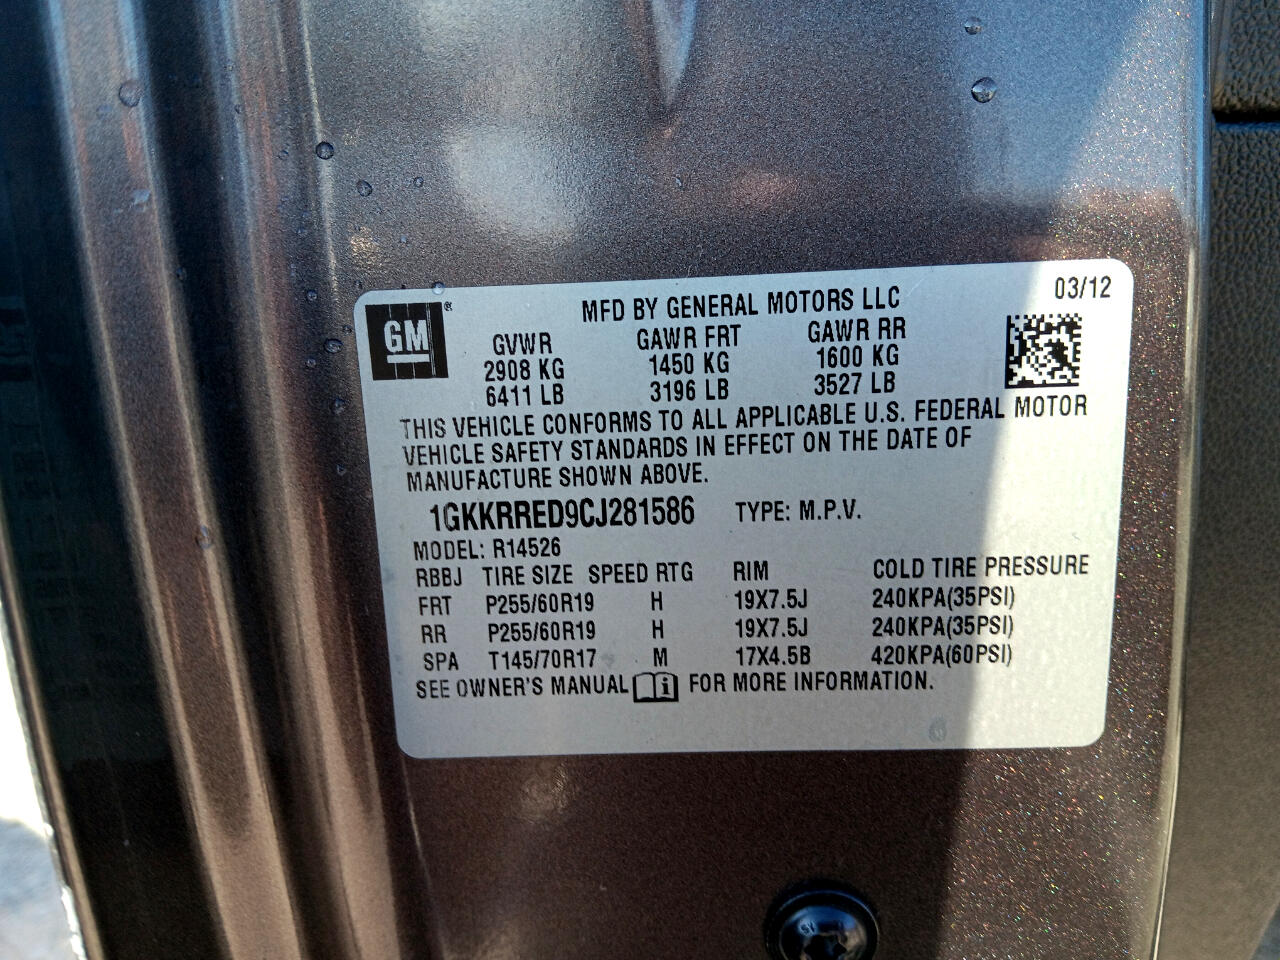 GM ®
MFD BY GENERAL MOTORS LLC 03/12
GVWR GAWR FRT GAWR RR
2908 KG 1450 KG 1600 KG
6411 LB 3196 LB 3527 LB
THIS VEHICLE CONFORMS TO ALL APPLICABLE U.S. FEDERAL MOTOR
VEHICLE SAFETY STANDARDS IN EFFECT ON THE DATE OF
MANUFACTURE SHOWN ABOVE.
1GKKRRED9CJ281586 TYPE: M.P.V.
MODEL: R14526
RBBJ TIRE SIZE SPEED RTG RIM COLD TIRE PRESSURE
FRT P255/60R19 H 19X7.5J 240KPA(35PSI)
RR P255/60R19 H 19X7.5J 240KPA(35PSI)
SPA T145/70R17 M 17X4.5B 420KPA(60PSI)
SEE OWNER'S MANUAL FOR MORE INFORMATION.